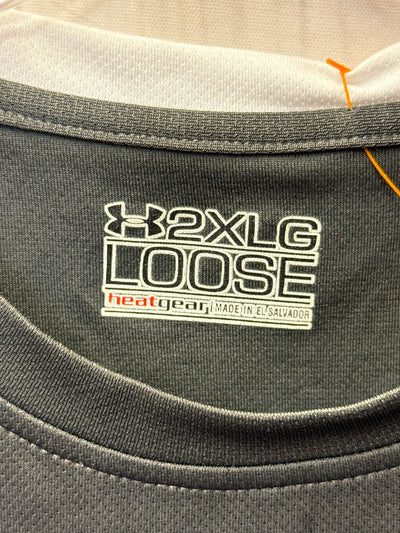 2XLG
LOOSE
heatgear | MADE IN EL SALVADOR